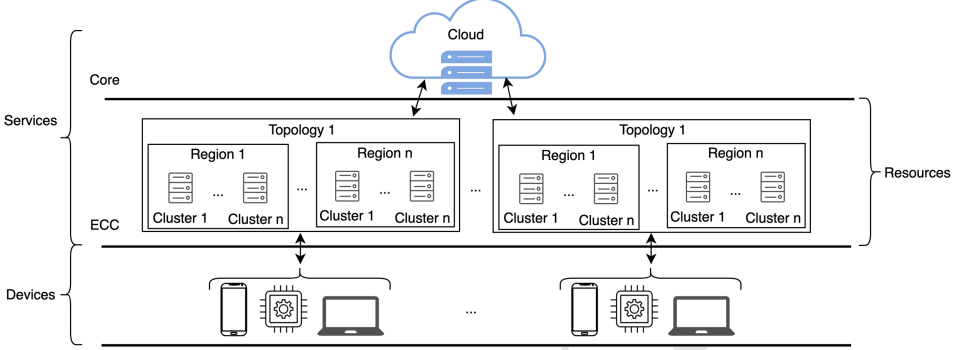 Cloud
Core
Services
Topology 1
Topology 1
Region 1
Region n
Region 1
Region n
...
...
...
...
...
...
...
Resources
Cluster 1
Cluster n
Cluster 1
Cluster n
Cluster 1
Cluster n
Cluster 1
Cluster n
ECC
Devices
...